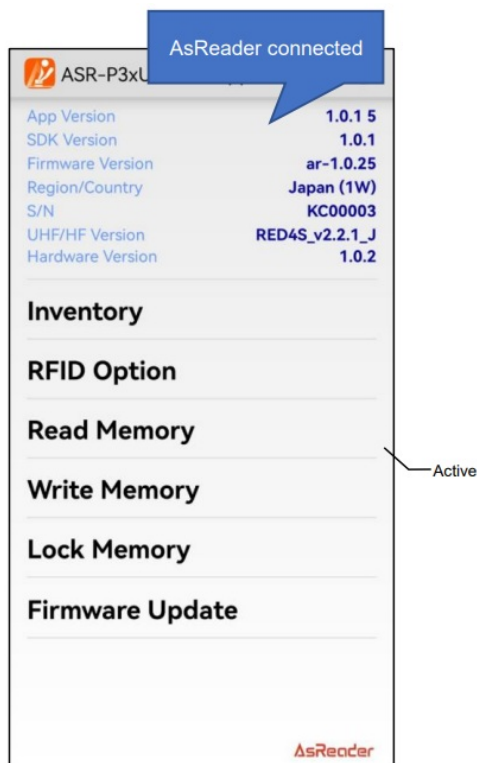 AsReader connected
ASR-P3xU
App Version 1.0.1 5
SDK Version 1.0.1
Firmware Version ar-1.0.25
Region/Country Japan (1W)
S/N KC00003
UHF/HF Version RED4S_v2.2.1_J
Hardware Version 1.0.2
Inventory
RFID Option
Read Memory
Active
Write Memory
Lock Memory
Firmware Update
AsReader